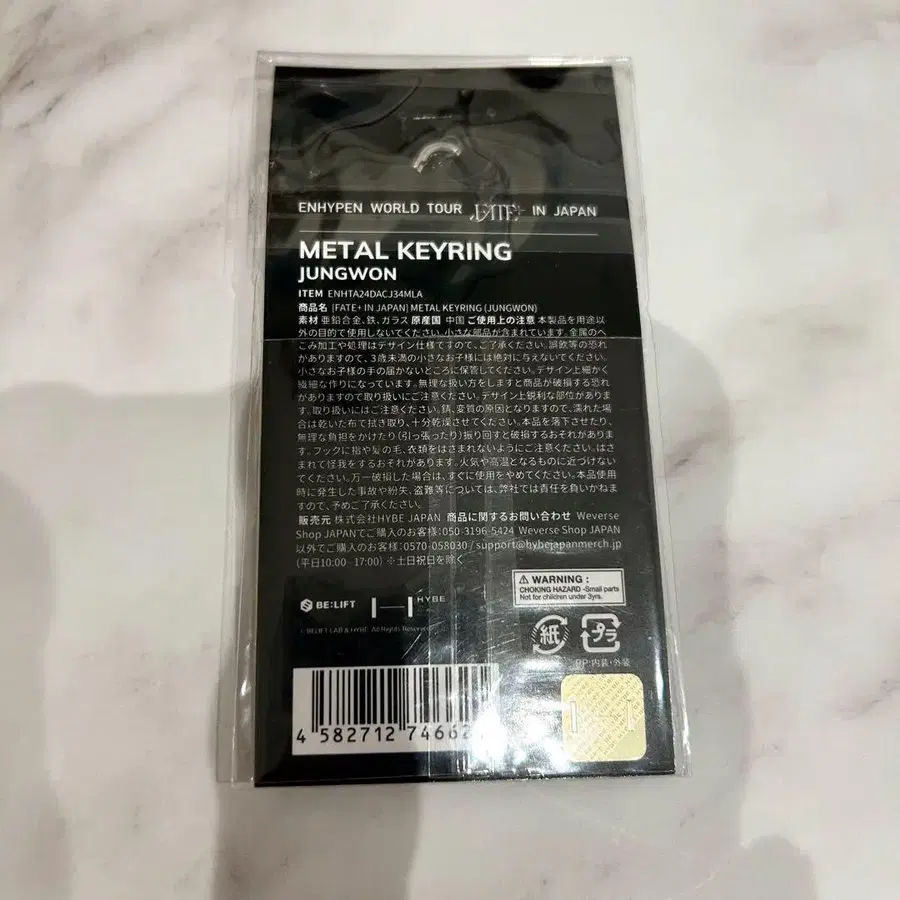 ENHYPEN WORLD TOUR FATE+ IN JAPAN
METAL KEYRING
JUNGWON
ITEM ENHTA24DACJ34MLA
商品名 [FATE+ IN JAPAN] METAL KEYRING (JUNGWON)
素材 亜鉛合金、鉄、ガラス 原産国 中国 ご使用上の注意 本製品を用途以
外の目的で使用しないでください。小さな部品が含まれています。金属のへ
こみ加工や処理はデザイン仕様ですので、ご了承ください。誤飲等の恐れ
がありますので、3歳未満の小さなお子様には絶対に与えないでください。
小さなお子様の手の届かないところに保管してください。デザイン上細かく
繊細な作りになっています。無理な扱い方をしますと商品が破損する恐れ
がありますので取り扱いにご注意ください。デザイン上鋭利な部位がありま
す。取り扱いにはご注意ください。錆、変質の原因となりますので、濡れた場
合は乾いた布で拭き取り、十分乾燥させてください。本品を落下させたり、
無理な負担をかけたり(引っ張ったり)振り回すと破損するおそれがありま
す。フックに指や髪の毛、衣類をはさまれないようにしてください。はさ
まれて怪我をするおそれがあります。火気や高温となるものに近づけない
でください。万一破損した場合は、すぐに使用をやめてください。本品使用
時に発生した事故や紛失、盗難等については、弊社では責任を負いかねま
すので、予めご了承ください。
販売元 株式会社HYBE JAPAN 商品に関するお問い合わせ Weverse
Shop JAPANでご購入のお客様:050-3196-5424 Weverse Shop JAPAN
以外でご購入のお客様:0570-058030 / support@hybejapanmerch.jp
(平日10:00-17:00) ※土日祝日を除く
⚠ WARNING :
CHOKING HAZARD -Small parts
Not for children under 3yrs.
BE:LIFT HYBE
© BELIFT LAB & HYBE. All Rights Reserved.
紙 プラ
PP:内装・外装
4 582712 74662